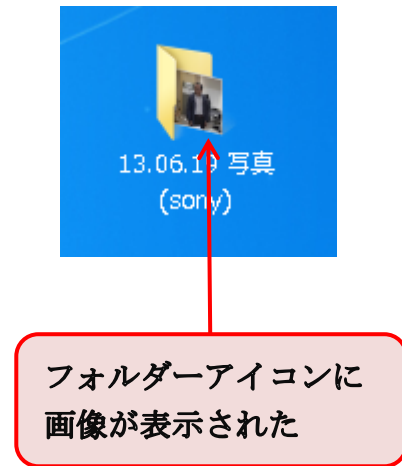 13.06.19 写真
(sony)
フォルダーアイコンに
画像が表示された